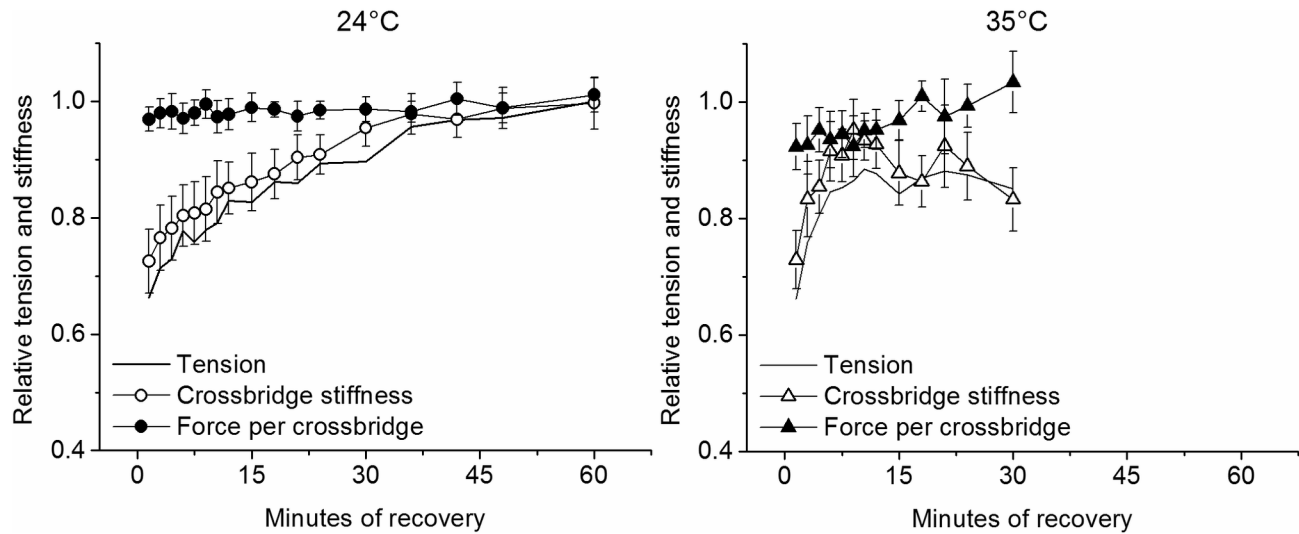 24°C
Relative tension and stiffness
1.0
0.8
0.6
0.4
Tension
Crossbridge stiffness
Force per crossbridge
0 15 30 45 60
Minutes of recovery
35°C
Relative tension and stiffness
1.0
0.8
0.6
0.4
Tension
Crossbridge stiffness
Force per crossbridge
0 15 30 45 60
Minutes of recovery